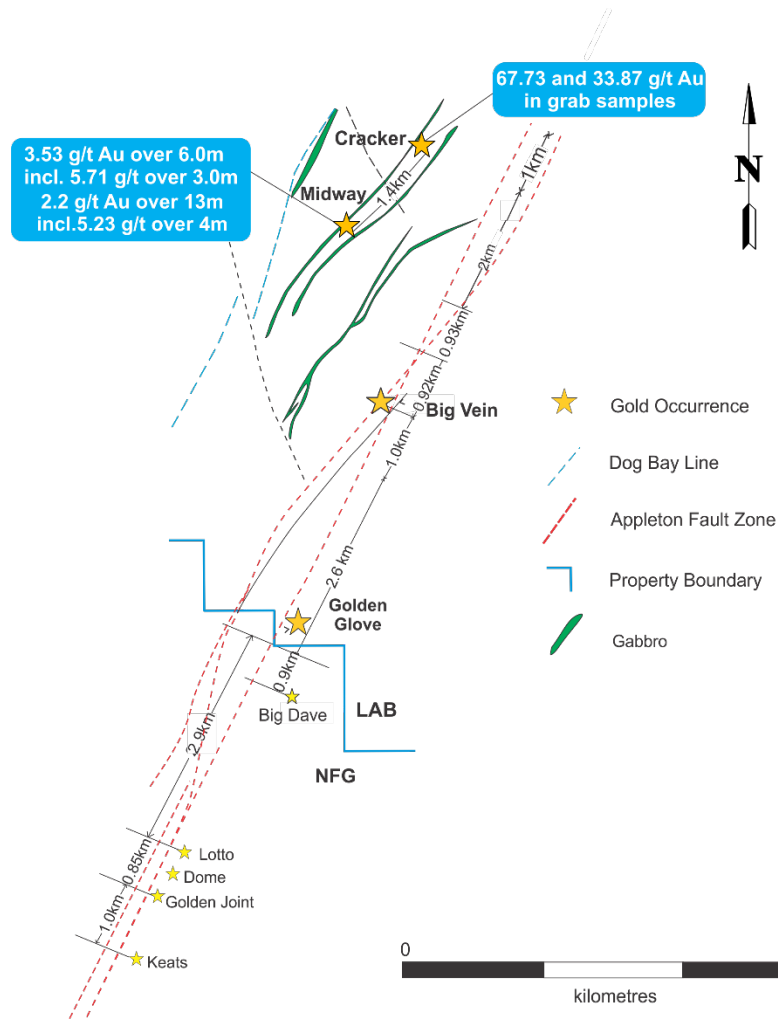 67.73 and 33.87 g/t Au
in grab samples
Cracker
3.53 g/t Au over 6.0m
incl. 5.71 g/t over 3.0m
2.2 g/t Au over 13m
incl.5.23 g/t over 4m
Midway
1.4km
1km
N
2km
0.93km
0.92km
Big Vein
1.0km
Gold Occurrence
Dog Bay Line
Appleton Fault Zone
Property Boundary
Gabbro
2.6 km
Golden
Glove
0.9km
Big Dave
LAB
NFG
2.9km
Lotto
0.85km
Dome
Golden Joint
1.0km
Keats
0
kilometres